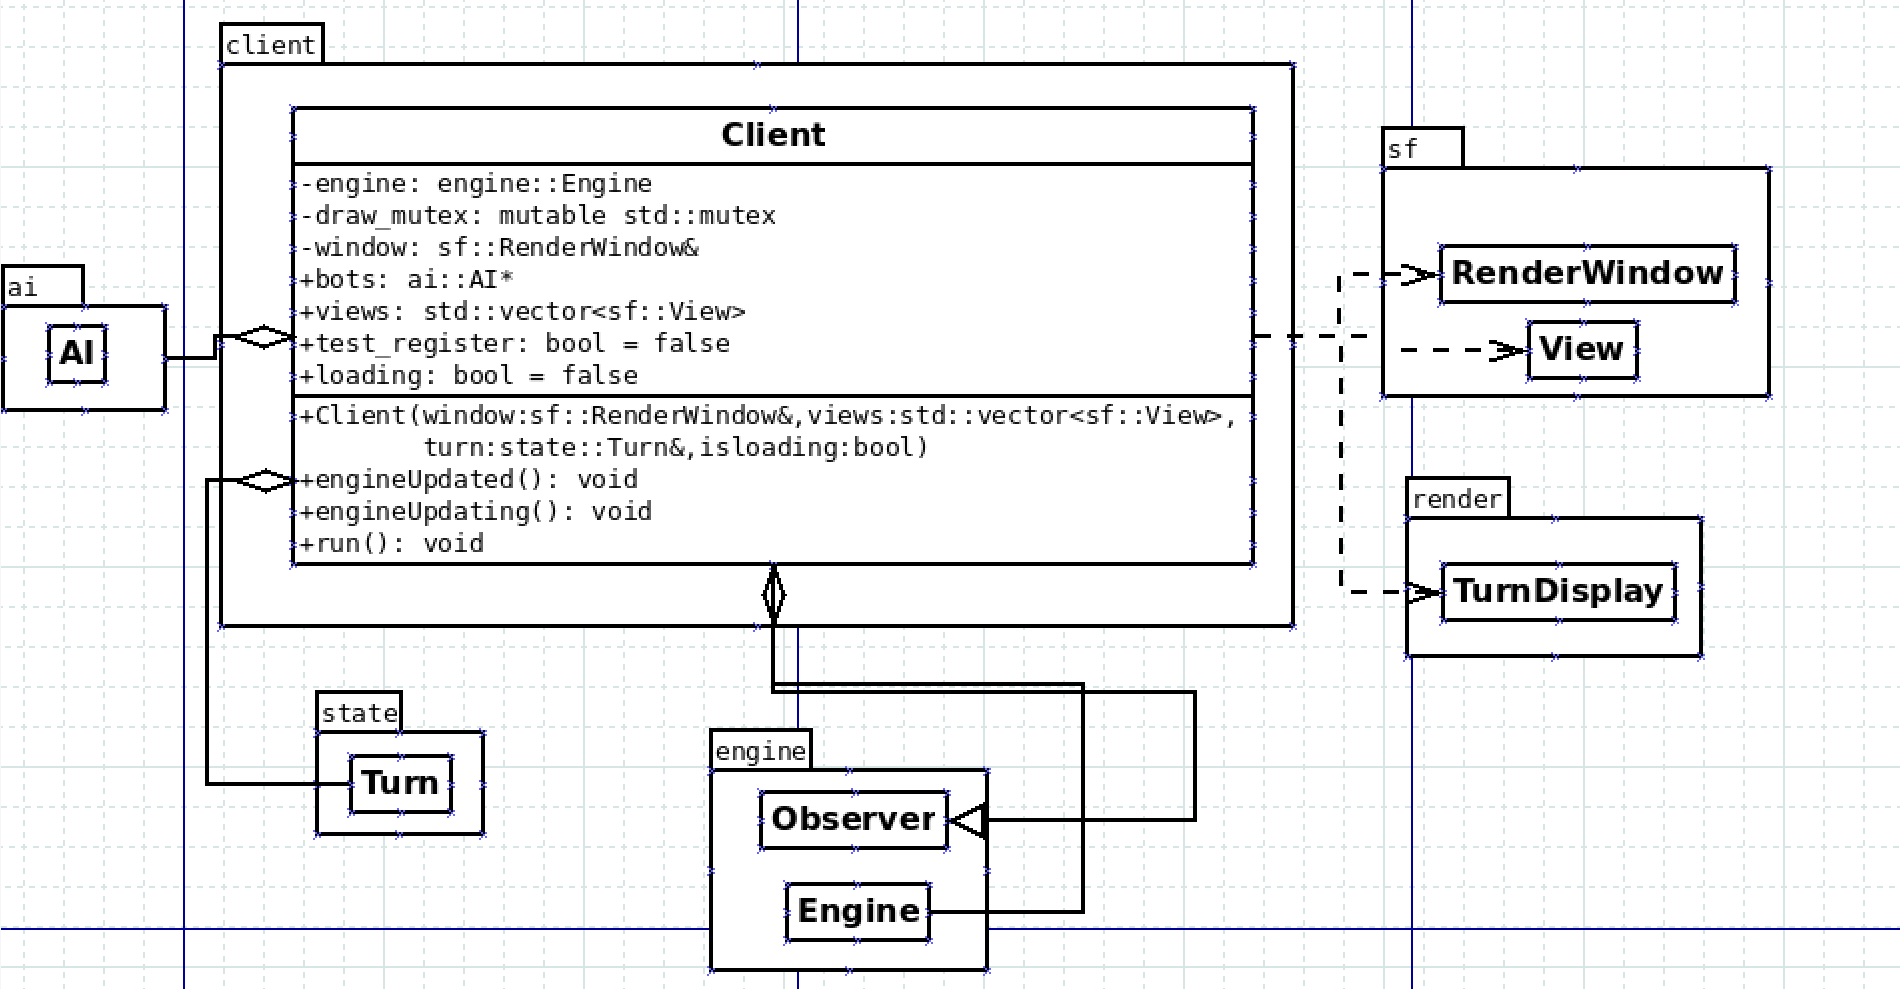 client
Client
-engine: engine::Engine
-draw_mutex: mutable std::mutex
-window: sf::RenderWindow&
+bots: ai::AI*
+views: std::vector<sf::View>
+test_register: bool = false
+loading: bool = false
+Client(window:sf::RenderWindow&,views:std::vector<sf::View>,
turn:state::Turn&,isloading:bool)
+engineUpdated(): void
+engineUpdating(): void
+run(): void
ai
AI
sf
RenderWindow
View
render
TurnDisplay
state
Turn
engine
Observer
Engine